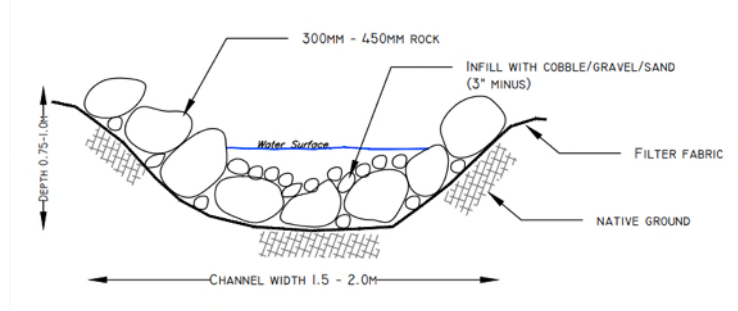 300MM - 450MM ROCK
INFILL WITH COBBLE/GRAVEL/SAND
(3" MINUS)
Water Surface
FILTER FABRIC
DEPTH 0.75-1.0M
NATIVE GROUND
CHANNEL WIDTH 1.5 - 2.0M